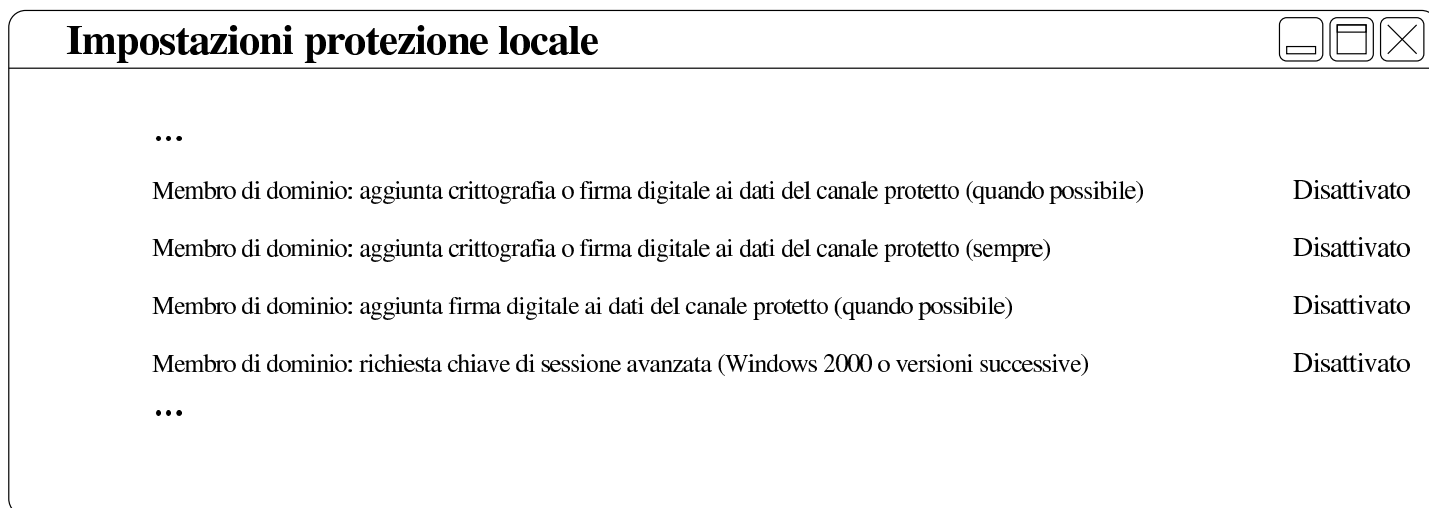 Impostazioni protezione locale
...
Membro di dominio: aggiunta crittografia o firma digitale ai dati del canale protetto (quando possibile) Disattivato
Membro di dominio: aggiunta crittografia o firma digitale ai dati del canale protetto (sempre) Disattivato
Membro di dominio: aggiunta firma digitale ai dati del canale protetto (quando possibile) Disattivato
Membro di dominio: richiesta chiave di sessione avanzata (Windows 2000 o versioni successive) Disattivato
...